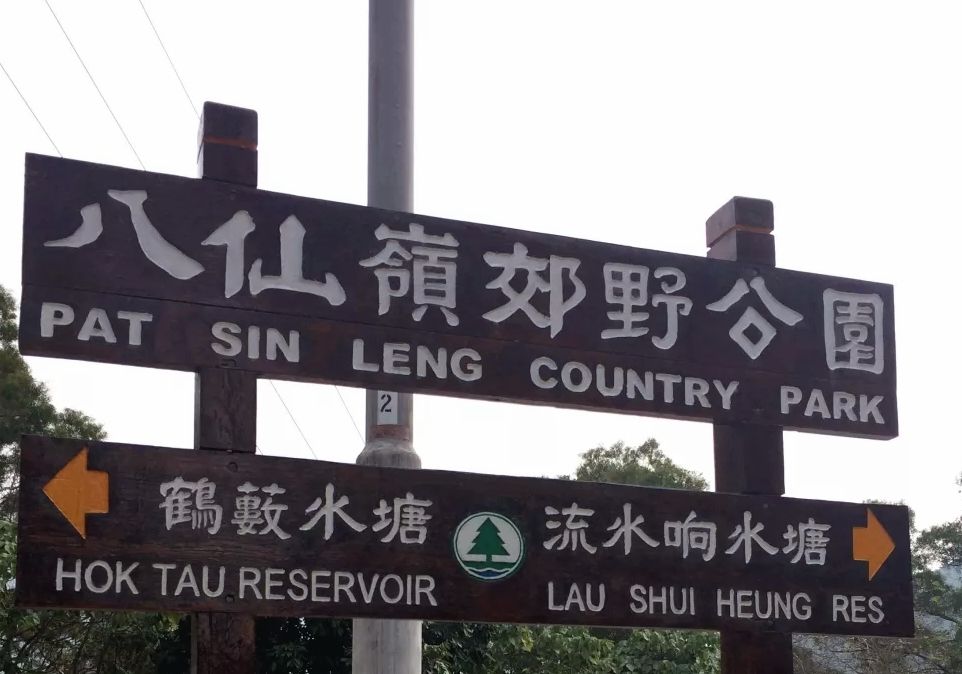 八仙嶺郊野公園
PAT SIN LENG COUNTRY PARK
2
鶴藪水塘
HOK TAU RESERVOIR
流水响水塘
LAU SHUI HEUNG RES